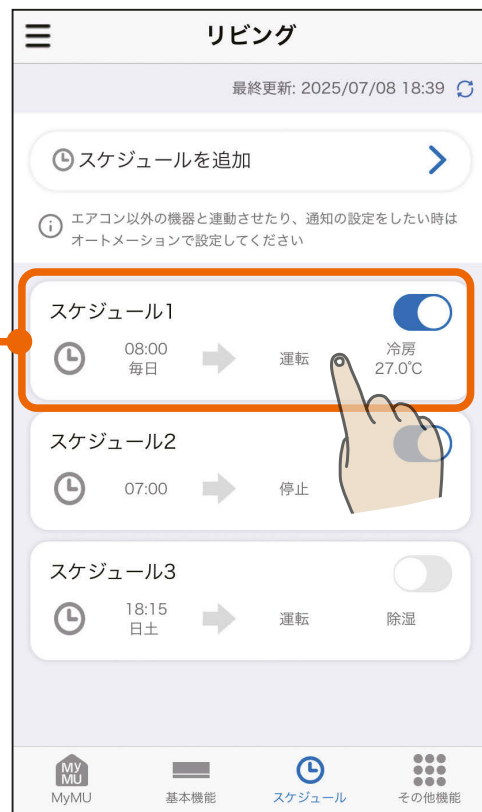 リビング
最終更新: 2025/07/08 18:39
スケジュールを追加
エアコン以外の機器と連動させたり、通知の設定をしたい時は
オートメーションで設定してください
スケジュール1
08:00
毎日
運転
冷房
27.0℃
スケジュール2
07:00
停止
スケジュール3
18:15
日土
運転
除湿
MY
MU
MyMU
基本機能
スケジュール
その他機能